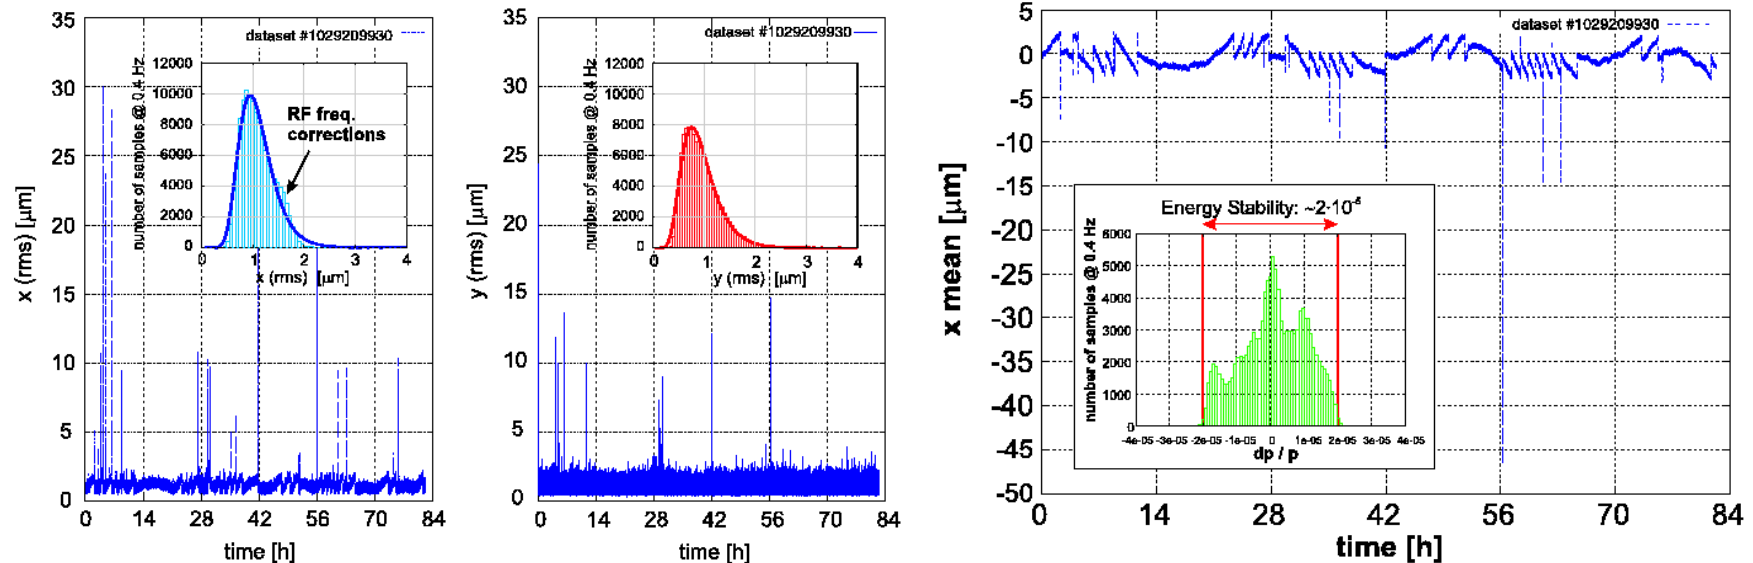 35
30
25
20
15
10
5
0
x (rms) [μm]
dataset #1029209930
12000
10000
8000
6000
4000
2000
0
number of samples @ 0.4 Hz
RF freq.
corrections
0 1 2 3 4
x (rms) [μm]
0 14 28 42 56 70 84
time [h]
35
30
25
20
15
10
5
0
y (rms) [μm]
dataset #1029209930
12000
10000
8000
6000
4000
2000
0
number of samples @ 0.4 Hz
0 1 2 3 4
y (rms) [μm]
0 14 28 42 56 70 84
time [h]
5
0
-5
-10
-15
-20
-25
-30
-35
-40
-45
-50
x mean [μm]
dataset #1029209930
Energy Stability: ~2·10⁻⁵
6000
5000
4000
3000
2000
1000
0
number of samples @ 0.4 Hz
-4e-05 -3e-05 -2e-05 -1e-05 0 1e-05 2e-05 3e-05 4e-05
dp / p
0 14 28 42 56 70 84
time [h]